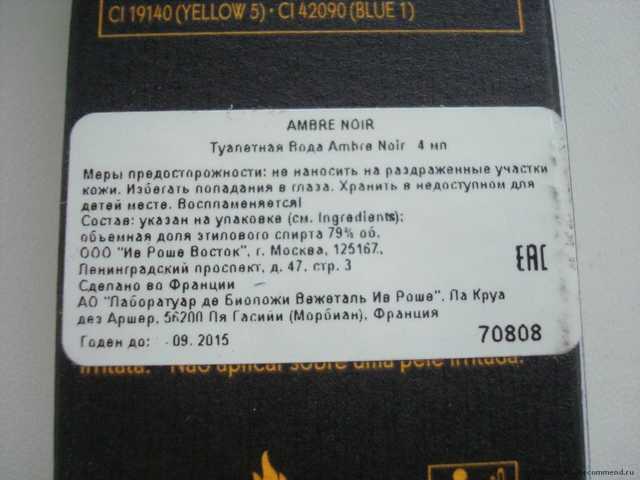 CI 19140 (YELLOW 5) • CI 42090 (BLUE 1)
AMBRE NOIR
Туалетная Вода Ambre Noir 4 мл
Меры предосторожности: не наносить на раздраженные участки
кожи. Избегать попадания в глаза. Хранить в недоступном для
детей месте. Воспламеняется!
Состав: указан на упаковке (см. Ingredients);
объемная доля этилового спирта 79% об.
ООО "Ив Роше Восток", г. Москва, 125167,
Ленинградский проспект, д. 47, стр. 3
EAC
Сделано во Франции
АО "Лаборатуар де Биоложи Вежеталь Ив Роше", Ла Круа
дез Аршер, 56200 Ля Гасийи (Морбиан), Франция
Годен до: 09. 2015
70808
irritata. Não aplicar sobre uma pele irritada.